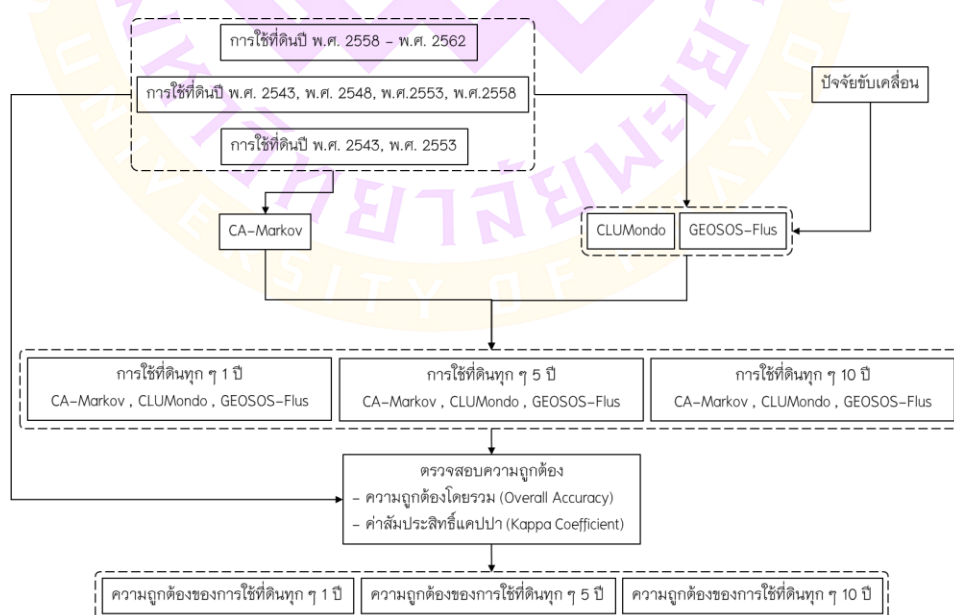 การใช้ที่ดินปี พ.ศ. 2558 – พ.ศ. 2562
การใช้ที่ดินปี พ.ศ. 2543, พ.ศ. 2548, พ.ศ.2553, พ.ศ.2558
ปัจจัยขับเคลื่อน
การใช้ที่ดินปี พ.ศ. 2543, พ.ศ. 2553
CA-Markov
CLUMondo
GEOSOS-Flus
การใช้ที่ดินทุก ๆ 1 ปี
CA-Markov , CLUMondo , GEOSOS-Flus
การใช้ที่ดินทุก ๆ 5 ปี
CA-Markov , CLUMondo , GEOSOS-Flus
การใช้ที่ดินทุก ๆ 10 ปี
CA-Markov , CLUMondo , GEOSOS-Flus
ตรวจสอบความถูกต้อง
- ความถูกต้องโดยรวม (Overall Accuracy)
- ค่าสัมประสิทธิ์แคปปา (Kappa Coefficient)
ความถูกต้องของการใช้ที่ดินทุก ๆ 1 ปี
ความถูกต้องของการใช้ที่ดินทุก ๆ 5 ปี
ความถูกต้องของการใช้ที่ดินทุก ๆ 10 ปี
UNIVERSITY OF